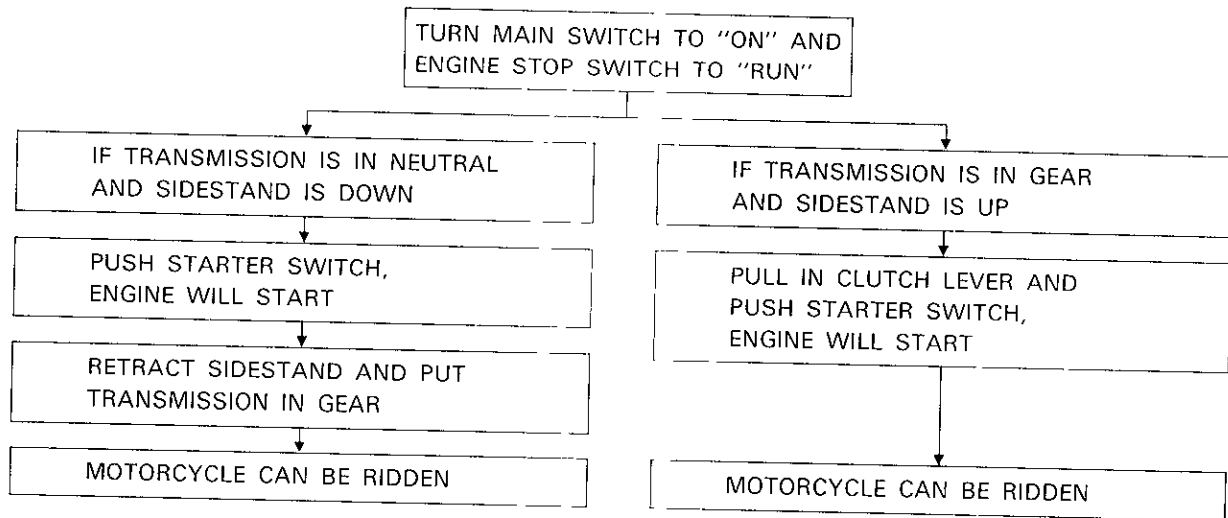 TURN MAIN SWITCH TO "ON" AND
ENGINE STOP SWITCH TO "RUN"
IF TRANSMISSION IS IN NEUTRAL
AND SIDESTAND IS DOWN
PUSH STARTER SWITCH,
ENGINE WILL START
RETRACT SIDESTAND AND PUT
TRANSMISSION IN GEAR
MOTORCYCLE CAN BE RIDDEN
IF TRANSMISSION IS IN GEAR
AND SIDESTAND IS UP
PULL IN CLUTCH LEVER AND
PUSH STARTER SWITCH,
ENGINE WILL START
MOTORCYCLE CAN BE RIDDEN